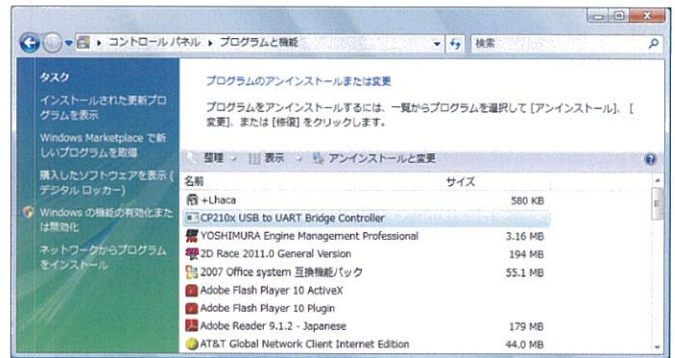 コントロール パネル ▸ プログラムと機能
検索
タスク
インストールされた更新プロ
グラムを表示
Windows Marketplace で新
しいプログラムを取得
購入したソフトウェアを表示 (
デジタル ロッカー)
Windows の機能の有効化また
は無効化
ネットワークからプログラム
をインストール
プログラムのアンインストールまたは変更
プログラムをアンインストールするには、一覧からプログラムを選択して [アンインストール]、[
変更]、または [修復] をクリックします。
整理 表示 アンインストールと変更
名前 サイズ
+Lhaca 580 KB
CP210x USB to UART Bridge Controller
YOSHIMURA Engine Management Professional 3.16 MB
2D Race 2011.0 General Version 194 MB
2007 Office system 互換機能パック 55.1 MB
Adobe Flash Player 10 ActiveX
Adobe Flash Player 10 Plugin
Adobe Reader 9.1.2 - Japanese 179 MB
AT&T Global Network Client Internet Edition 44.0 MB